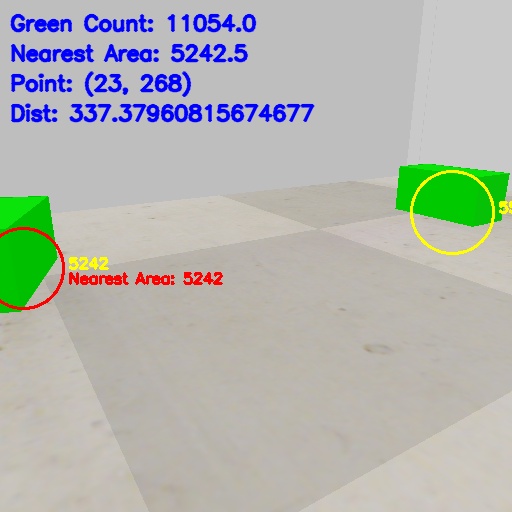 Green Count: 11054.0
Nearest Area: 5242.5
Point: (23, 268)
Dist: 337.37960815674677
5242
Nearest Area: 5242